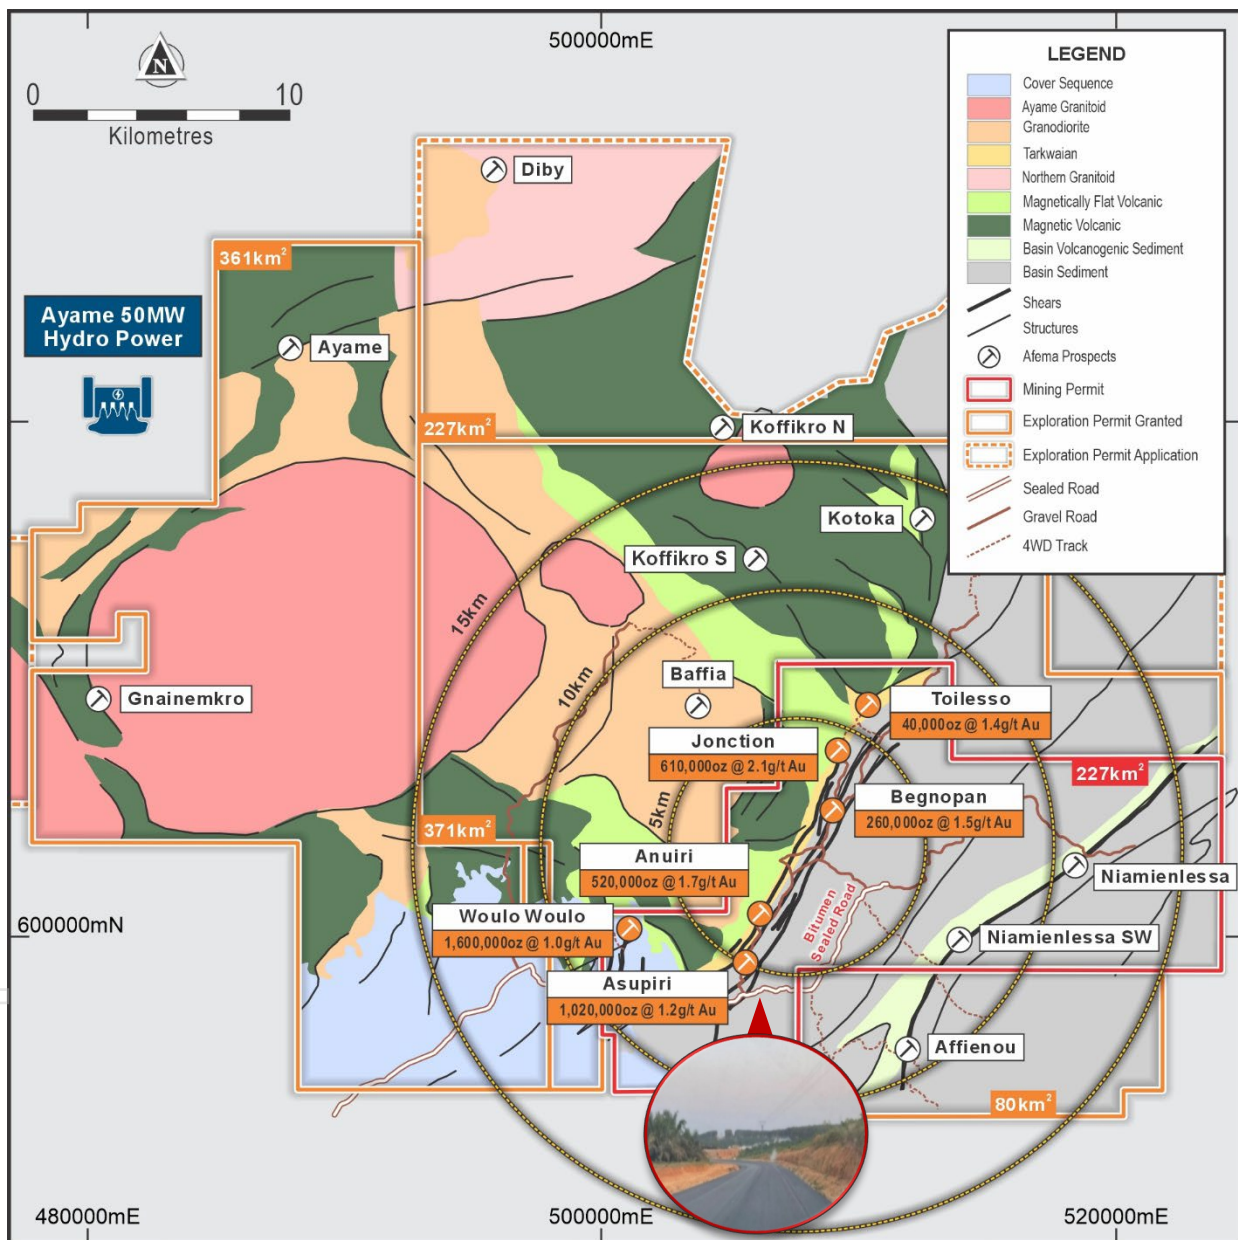 500000mE
N
0 10
Kilometres
LEGEND
Cover Sequence
Ayame Granitoid
Granodiorite
Tarkwaian
Northern Granitoid
Magnetically Flat Volcanic
Magnetic Volcanic
Basin Volcanogenic Sediment
Basin Sediment
Shears
Structures
Afema Prospects
Mining Permit
Exploration Permit Granted
Exploration Permit Application
Sealed Road
Gravel Road
4WD Track
Diby
361km²
Ayame 50MW
Hydro Power
Ayame
227km²
Koffikro N
Kotoka
Koffikro S
15km
10km
5km
Baffia
Gnainemkro
Toilesso
40,000oz @ 1.4g/t Au
Jonction
610,000oz @ 2.1g/t Au
227km²
Begnopan
260,000oz @ 1.5g/t Au
371km²
Anuiri
520,000oz @ 1.7g/t Au
Niamienlessa
Woulo Woulo
1,600,000oz @ 1.0g/t Au
Bitumen
Sealed Road
600000mN
Niamienlessa SW
Asupiri
1,020,000oz @ 1.2g/t Au
Affienou
80km²
480000mE
500000mE
520000mE